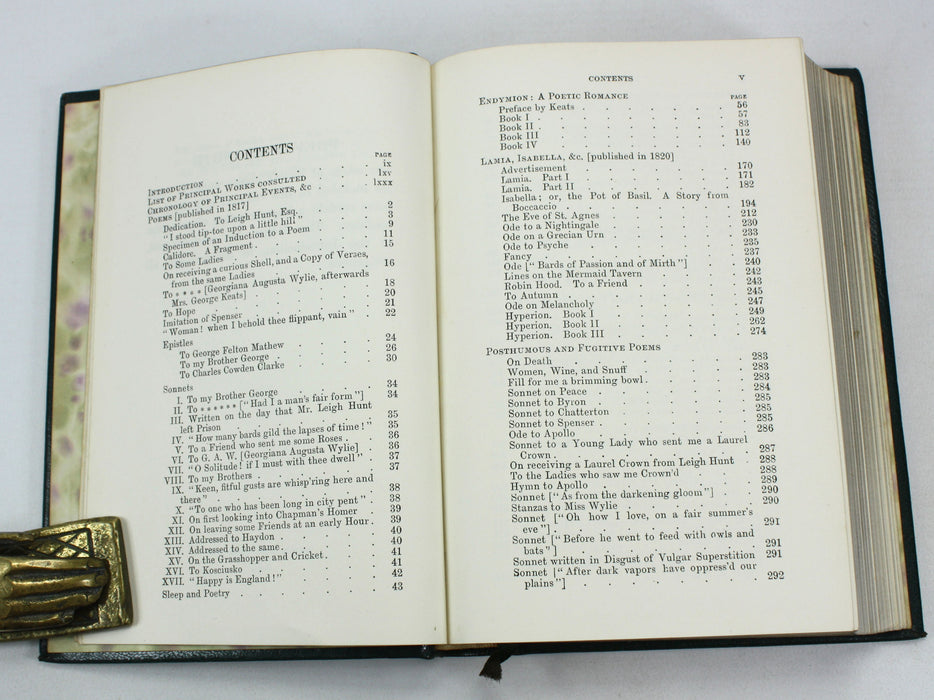 CONTENTS
PAGE
INTRODUCTION ix
LIST OF PRINCIPAL WORKS CONSULTED lxv
CHRONOLOGY OF PRINCIPAL EVENTS, &c lxxx
POEMS [published in 1817]
Dedication. To Leigh Hunt, Esq. 2
"I stood tip-toe upon a little hill" 3
Specimen of an Induction to a Poem 9
Calidore. A Fragment 11
To Some Ladies 15
On receiving a curious Shell, and a Copy of Verses,
from the same Ladies 16
To * * * * [Georgiana Augusta Wylie, afterwards
Mrs. George Keats] 18
To Hope 20
Imitation of Spenser 21
"Woman! when I behold thee flippant, vain" 22
Epistles
To George Felton Mathew 24
To my Brother George 26
To Charles Cowden Clarke 30
Sonnets
I. To my Brother George 34
II. To * * * * * * ["Had I a man's fair form"] 34
III. Written on the day that Mr. Leigh Hunt
left Prison 35
IV. "How many bards gild the lapses of time!" 35
V. To a Friend who sent me some Roses 36
VI. To G. A. W. [Georgiana Augusta Wylie] 36
VII. "O Solitude! if I must with thee dwell" 37
VIII. To my Brothers 37
IX. "Keen, fitful gusts are whisp'ring here and
there" 38
X. "To one who has been long in city pent" 38
XI. On first looking into Chapman's Homer 39
XII. On leaving some Friends at an early Hour 39
XIII. Addressed to Haydon 40
XIV. Addressed to the same 40
XV. On the Grasshopper and Cricket 41
XVI. To Kosciusko 41
XVII. "Happy is England!" 42
Sleep and Poetry 43
CONTENTS v
PAGE
ENDYMION: A POETIC ROMANCE
Preface by Keats 56
Book I 57
Book II 83
Book III 112
Book IV 140
LAMIA, ISABELLA, &c. [published in 1820]
Advertisement 170
Lamia. Part I 171
Lamia. Part II 182
Isabella; or, the Pot of Basil. A Story from
Boccaccio 194
The Eve of St. Agnes 212
Ode to a Nightingale 230
Ode on a Grecian Urn 233
Ode to Psyche 235
Fancy 237
Ode ["Bards of Passion and of Mirth"] 240
Lines on the Mermaid Tavern 242
Robin Hood. To a Friend 243
To Autumn 245
Ode on Melancholy 247
Hyperion. Book I 249
Hyperion. Book II 262
Hyperion. Book III 274
POSTHUMOUS AND FUGITIVE POEMS
On Death 283
Women, Wine, and Snuff 283
Fill for me a brimming bowl 283
Sonnet on Peace 284
Sonnet to Byron 285
Sonnet to Chatterton 285
Sonnet to Spenser 285
Ode to Apollo 286
Sonnet to a Young Lady who sent me a Laurel
Crown 287
On receiving a Laurel Crown from Leigh Hunt 288
To the Ladies who saw me Crown'd 288
Hymn to Apollo 289
Sonnet ["As from the darkening gloom"] 290
Stanzas to Miss Wylie 290
Sonnet ["Oh how I love, on a fair summer's
eve"] 291
Sonnet ["Before he went to feed with owls and
bats"] 291
Sonnet written in Disgust of Vulgar Superstition 291
Sonnet ["After dark vapors have oppress'd our
plains"] 292